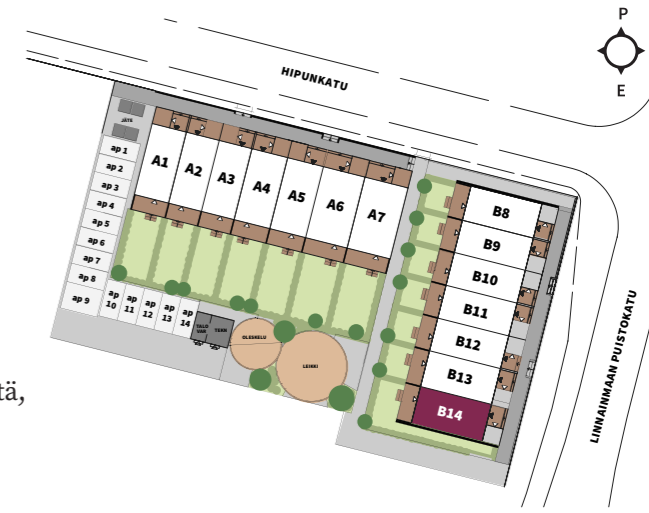 P
E
HIPUNKATU
JÄTE
ap 1
ap 2
ap 3
ap 4
ap 5
ap 6
ap 7
ap 8
ap 9
ap
10
ap
11
ap
12
ap
13
ap
14
A1
A2
A3
A4
A5
A6
A7
B8
B9
B10
B11
B12
B13
B14
TALO
VAR
TEKN
OLESKELU
LEIKKI
LINNAINMAAN PUISTOKATU
tä,